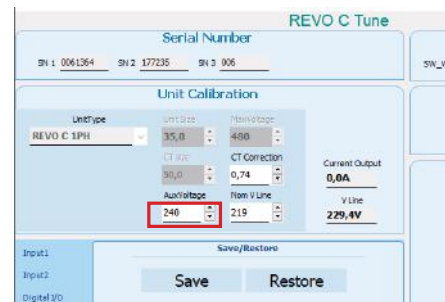 REVO C Tune
Serial Number
SN 1 0061364 SN 2 177235 SN 3 006
SW_V
Unit Calibration
UnitType Unit Size MaxVoltage
REVO C 1PH 35,0 480
CT size CT Correction
50,0 0,74
Current Output
0,0A
AuxVoltage Nom V Line
240 219
V Line
229,4V
Input1
Save/Restore
Input2
Save Restore
Digital I/O